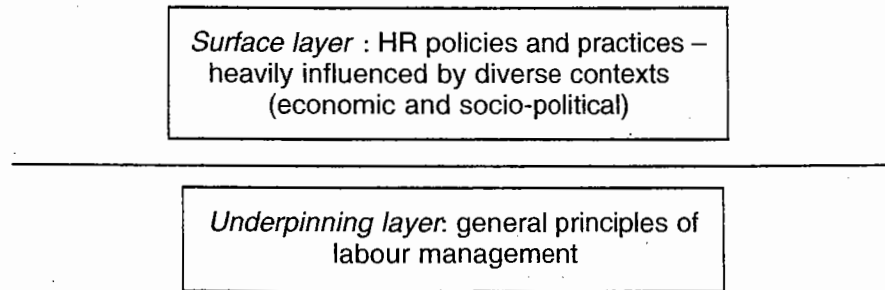 Surface layer : HR policies and practices –
heavily influenced by diverse contexts
(economic and socio-political)
Underpinning layer: general principles of
labour management